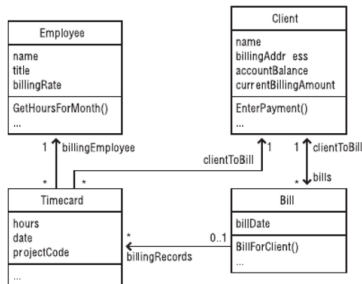 Employee
name
title
billingRate
GetHoursForMonth()
...
Client
name
billingAddr ess
accountBalance
currentBillingAmount
EnterPayment()
...
1 billingEmployee
*
clientToBill
1
*
1 clientToBill
* bills
Timecard
hours
date
projectCode
...
* 0..1
billingRecords
Bill
billDate
BillForClient()
...